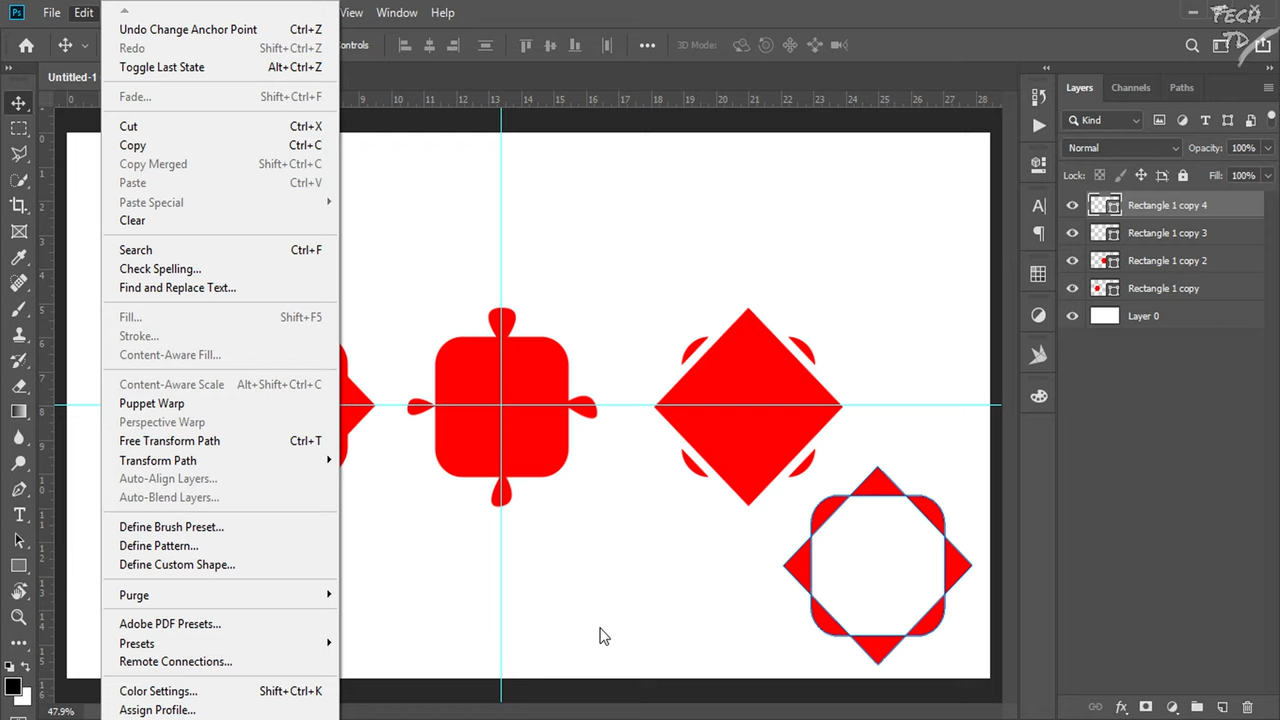 Ps File Edit View Window Help
TECH
TD
Controls
3D Mode:
Untitled-1
0 9 10 11 12 13 14 15 16 17 18 19 20 21 22 23 24 25 26 27 28
Undo Change Anchor Point Ctrl+Z
Redo Shift+Ctrl+Z
Toggle Last State Alt+Ctrl+Z
Fade... Shift+Ctrl+F
Cut Ctrl+X
Copy Ctrl+C
Copy Merged Shift+Ctrl+C
Paste Ctrl+V
Paste Special
Clear
Search Ctrl+F
Check Spelling...
Find and Replace Text...
Fill... Shift+F5
Stroke...
Content-Aware Fill...
Content-Aware Scale Alt+Shift+Ctrl+C
Puppet Warp
Perspective Warp
Free Transform Path Ctrl+T
Transform Path
Auto-Align Layers...
Auto-Blend Layers...
Define Brush Preset...
Define Pattern...
Define Custom Shape...
Purge
Adobe PDF Presets...
Presets
Remote Connections...
Color Settings... Shift+Ctrl+K
Assign Profile...
47.9%
Layers Channels Paths
Kind
Normal Opacity: 100%
Lock: Fill: 100%
Rectangle 1 copy 4
Rectangle 1 copy 3
Rectangle 1 copy 2
Rectangle 1 copy
Layer 0
fx